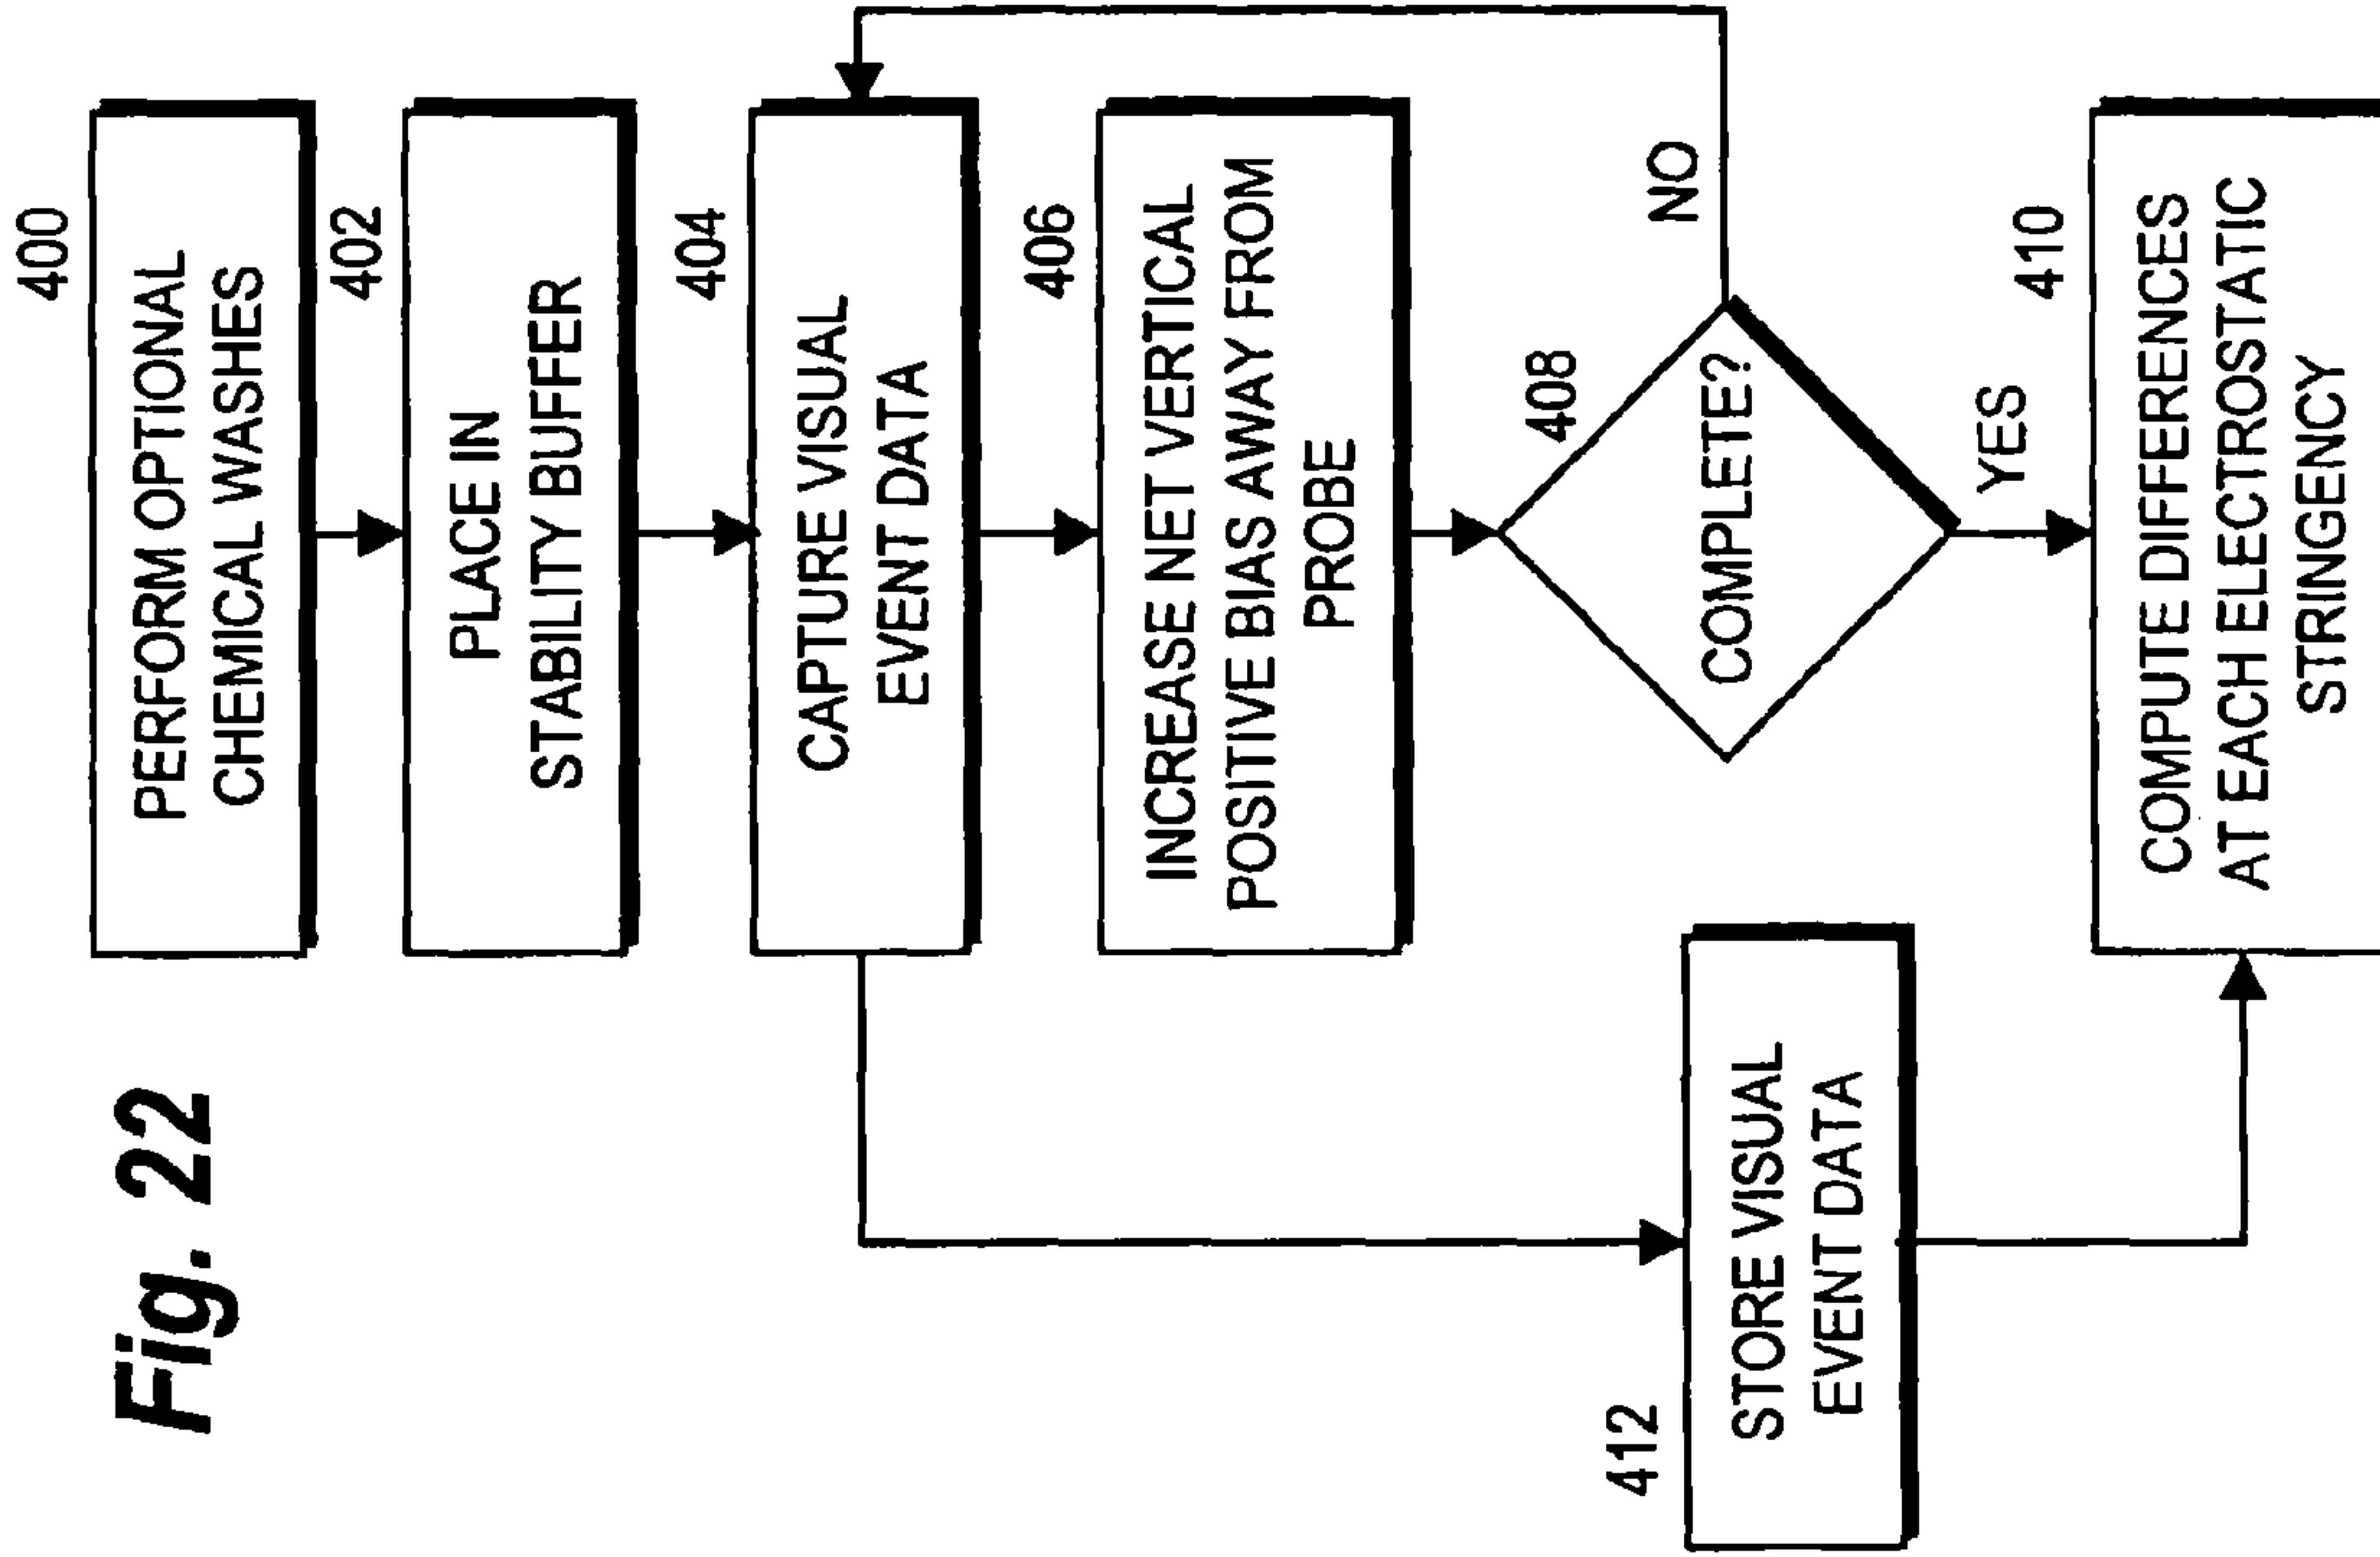 Fig. 22
400
PERFORM OPTIONAL
CHEMICAL WASHES
402
PLACE IN
STABILITY BUFFER
404
CAPTURE VISUAL
EVENT DATA
406
INCREASE NET VERTICAL
POSITIVE BIAS AWAY FROM
PROBE
408
COMPLETE?
NO
YES
412
STORE VISUAL
EVENT DATA
410
COMPUTE DIFFERENCES
AT EACH ELECTROSTATIC
STRINGENCY